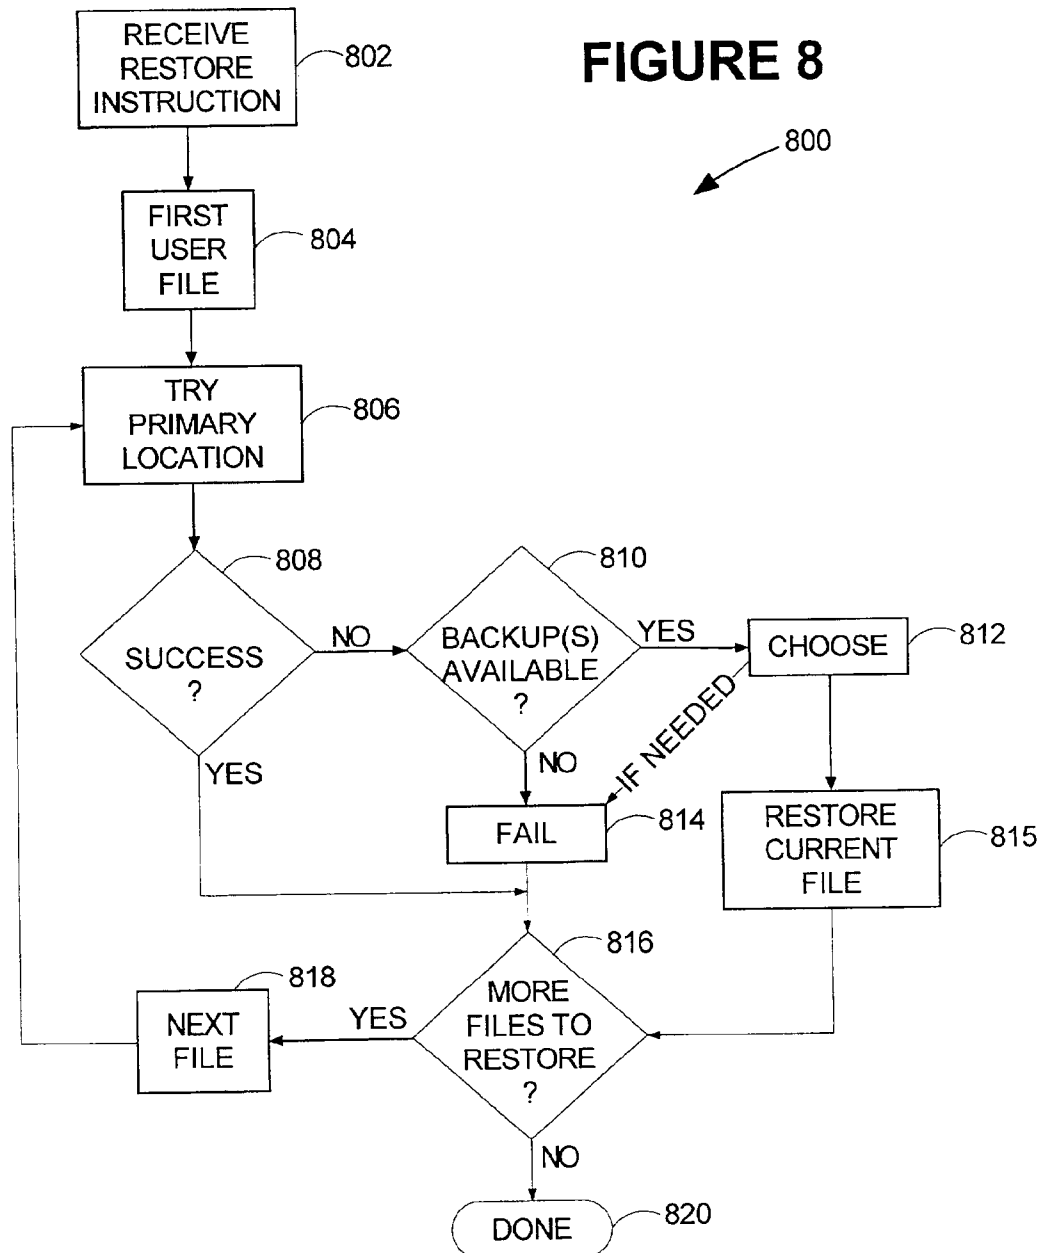 RECEIVE
RESTORE
INSTRUCTION
802
FIGURE 8
800
FIRST
USER
FILE
804
TRY
PRIMARY
LOCATION
806
SUCCESS
?
808
NO
YES
BACKUP(S)
AVAILABLE
?
810
YES
NO
CHOOSE
812
IF NEEDED
FAIL
814
RESTORE
CURRENT
FILE
815
MORE
FILES TO
RESTORE
?
816
YES
NO
NEXT
FILE
818
DONE
820